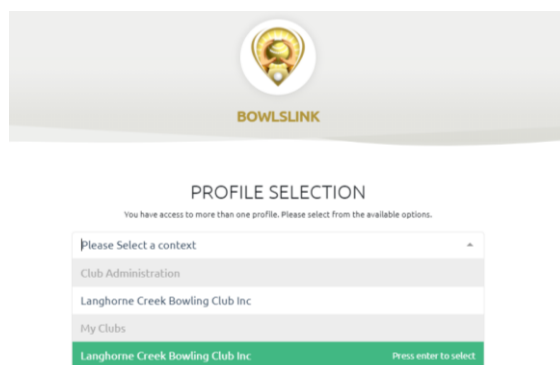 BOWLSLINK
PROFILE SELECTION
You have access to more than one profile. Please select from the available options.
Please Select a context
Club Administration
Langhorne Creek Bowling Club Inc
My Clubs
Langhorne Creek Bowling Club Inc Press enter to select